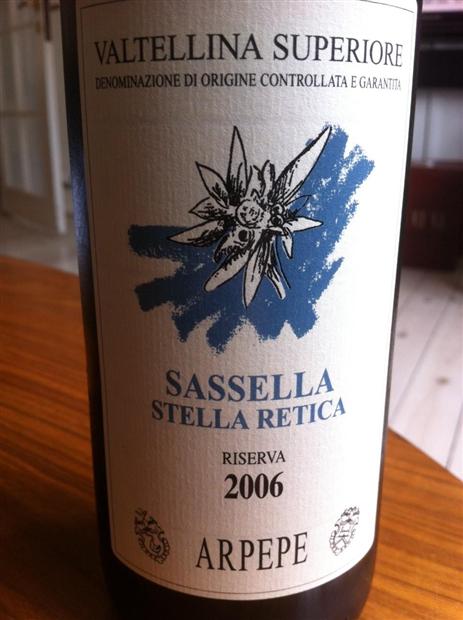 VALTELLINA SUPERIORE
DENOMINAZIONE DI ORIGINE CONTROLLATA E GARANTITA
SASSELLA
STELLA RETICA
RISERVA
2006
ARPEPE